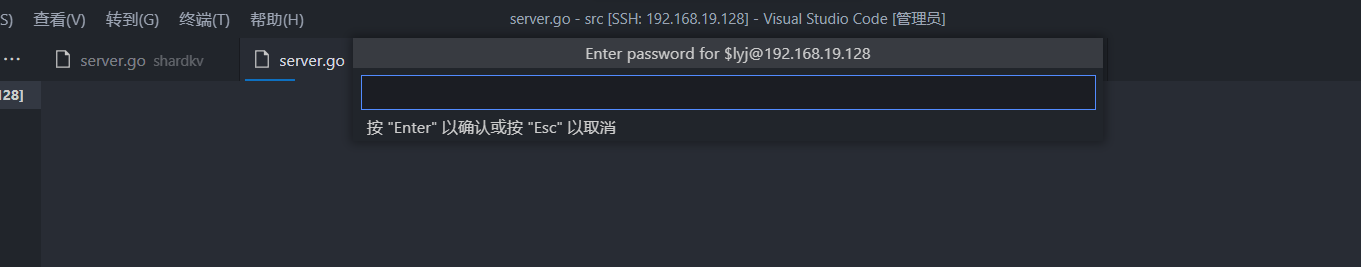 S) 查看(V) 转到(G) 终端(T) 帮助(H) server.go - src [SSH: 192.168.19.128] - Visual Studio Code [管理员]
··· server.go shardkv server.go
Enter password for $lyj@192.168.19.128
128]
按 "Enter" 以确认或按 "Esc" 以取消